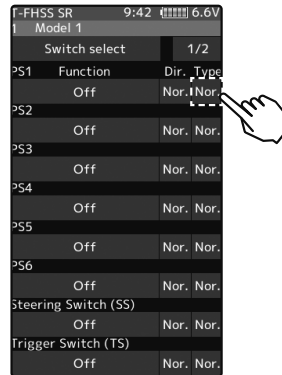 T-FHSS SR 9:42 6.6V
1 Model 1
Switch select 1/2
PS1 Function Dir. Type
Off Nor. Nor.
PS2
Off Nor. Nor.
PS3
Off Nor. Nor.
PS4
Off Nor. Nor.
PS5
Off Nor. Nor.
PS6
Off Nor. Nor.
Steering Switch (SS)
Off Nor. Nor.
Trigger Switch (TS)
Off Nor. Nor.